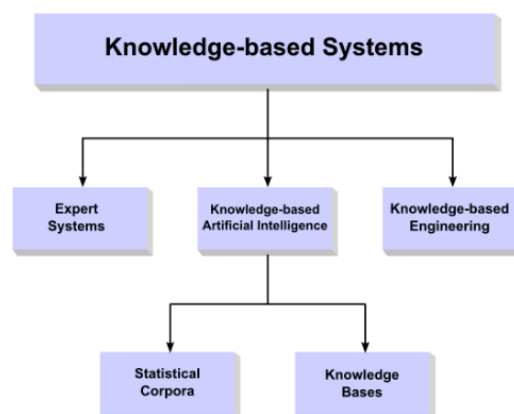 Knowledge-based Systems
Expert
Systems
Knowledge-based
Artificial Intelligence
Knowledge-based
Engineering
Statistical
Corpora
Knowledge
Bases